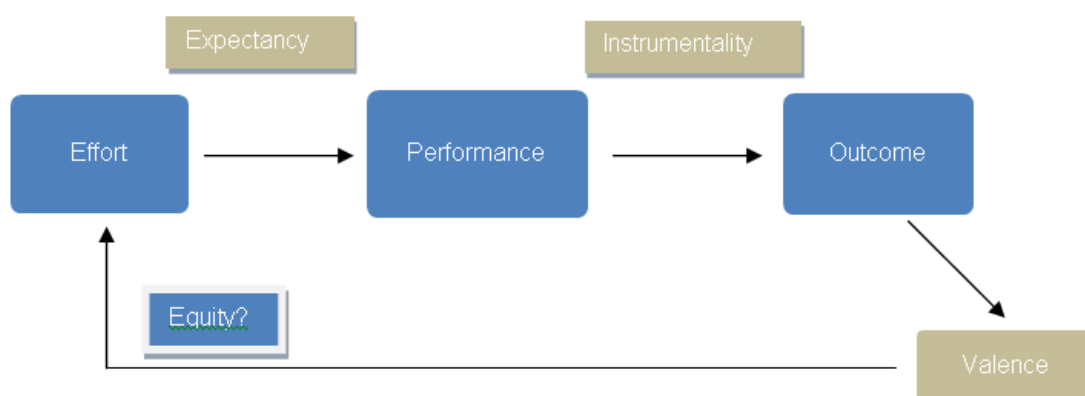 Expectancy
Instrumentality
Effort
Performance
Outcome
Equity?
Valence